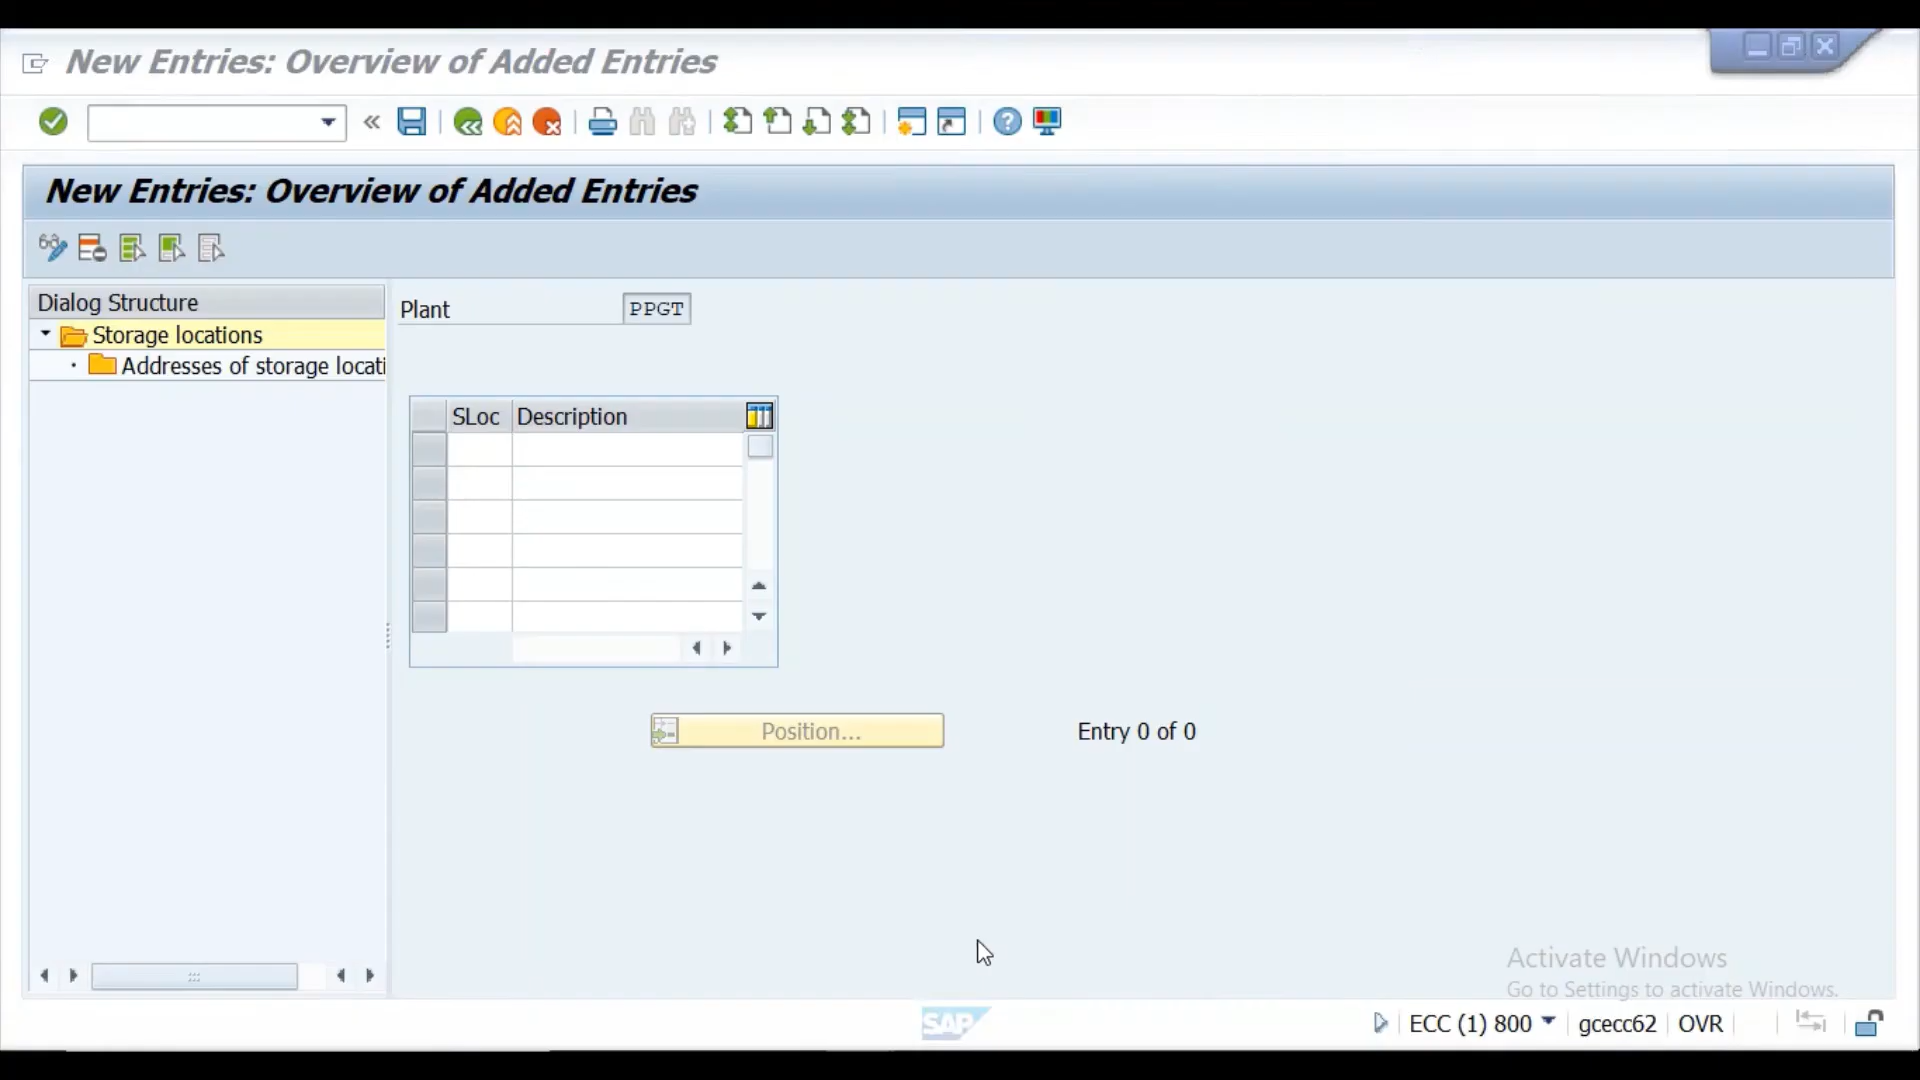 New Entries: Overview of Added Entries
New Entries: Overview of Added Entries
Dialog Structure
Storage locations
Addresses of storage locati
Plant PPGT
SLoc Description
Position... Entry 0 of 0
Activate Windows
Go to Settings to activate Windows.
SAP ECC (1) 800 gcecc62 OVR